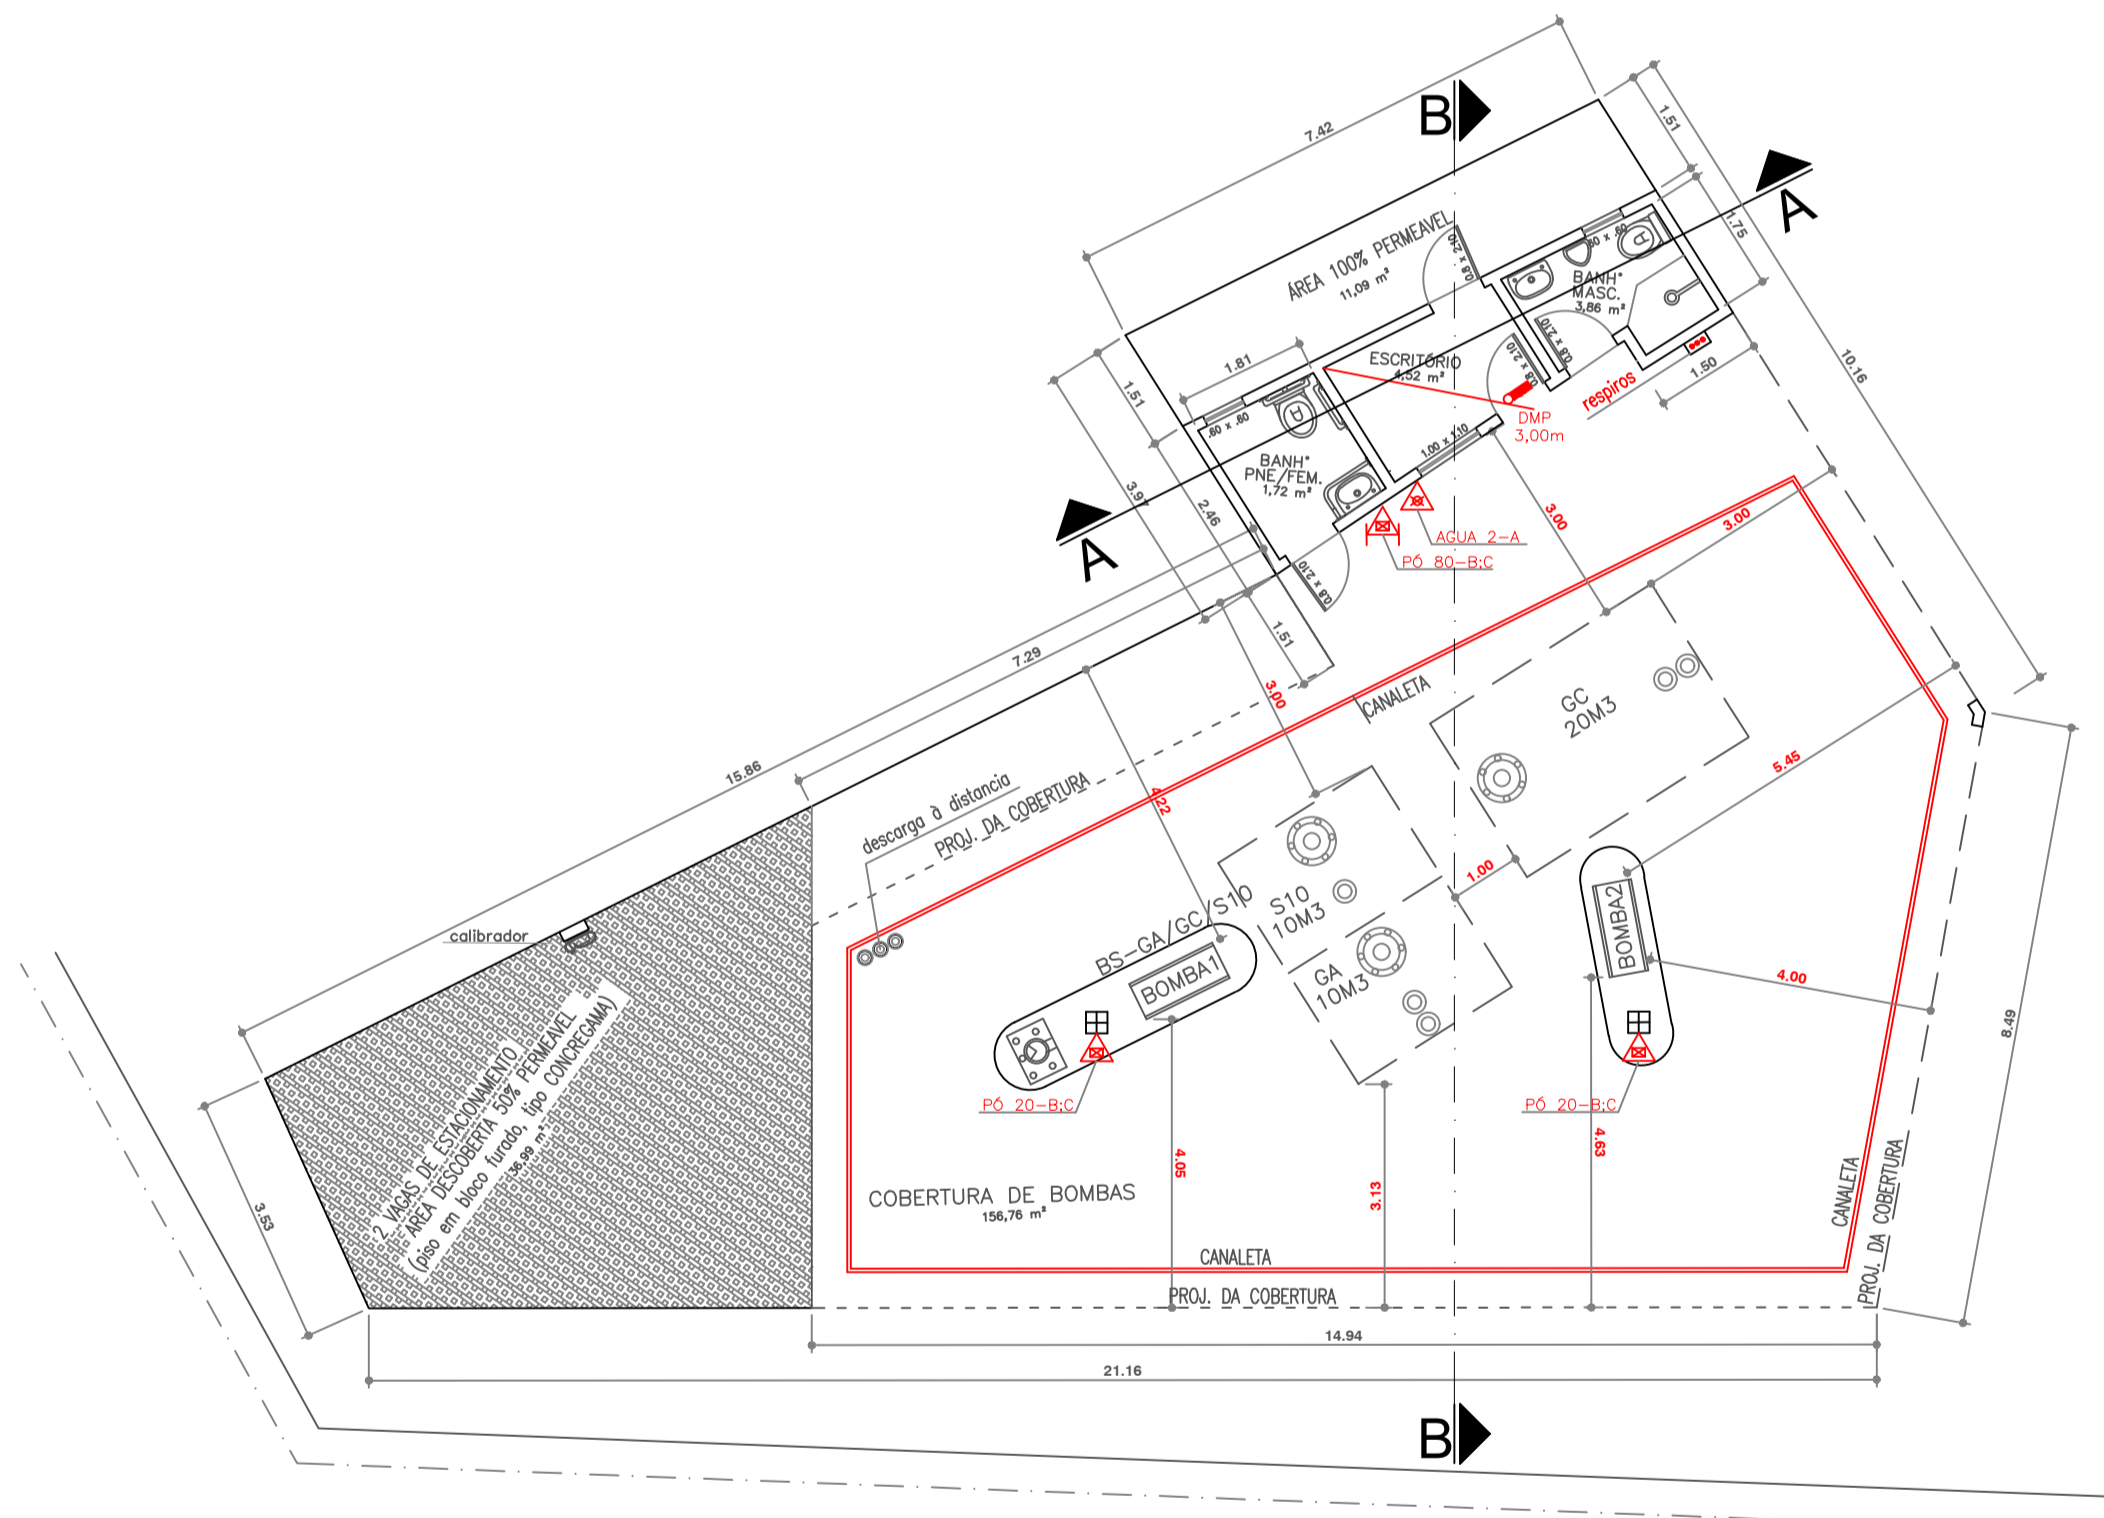 7.42
B
1.51
A
1.75
ÁREA 100% PERMEAVEL
11,09 m²
0.8 x 2.10
.60 x .60
BANH°
MASC.
3,86 m²
0.8 x 2.10
0.8 x 2.10
1.81
ESCRITÓRIO
4,52 m²
respiros
1.50
10.16
1.51
DMP
3,00m
.60 x .60
1.00 x 1.10
BANH°
PNE/FEM.
1,72 m²
A
2.46
3.00
3.00
AGUA 2-A
PÓ 80-B:C
0.8 x 2.10
1.51
7.29
3.00
CANALETA
GC
20M3
15.86
4.22
5.45
descarga à distancia
PROJ. DA COBERTURA
1.00
calibrador
BS-GA/GC/S10
BOMBA1
S10
10M3
GA
10M3
BOMBA2
4.00
8.49
2 VAGAS DE ESTACIONAMENTO
ÁREA DESCOBERTA 50% PERMEAVEL
(piso em bloco furado, tipo CONCREGAMA)
36.99 m²
PÓ 20-B:C
PÓ 20-B:C
4.05
4.63
3.13
3.53
COBERTURA DE BOMBAS
156,76 m²
CANALETA
PROJ. DA COBERTURA
CANALETA
PROJ. DA COBERTURA
14.94
21.16
B